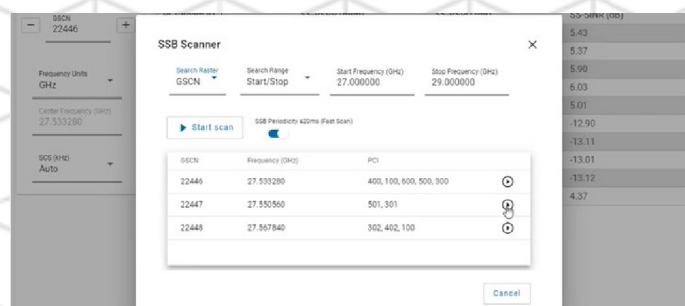 GSCN
22446
SS-SINR (dB)
5.43
SSB Scanner
5.37
Search Raster Search Range Start Frequency (GHz) Stop Frequency (GHz)
5.90
GSCN Start/Stop 27.000000 29.000000
Frequency Units
GHz
6.03
Center Frequency (GHz)
5.01
27.533280
Start scan SSB Periodicity ≤20ms (Fast Scan)
-12.90
-13.11
SCS (kHz)
GSCN Frequency (GHz) PCI
-13.01
Auto
22446 27.533280 400, 100, 600, 500, 300
-13.12
22447 27.550560 501, 301
4.37
22448 27.567840 302, 402, 100
Cancel